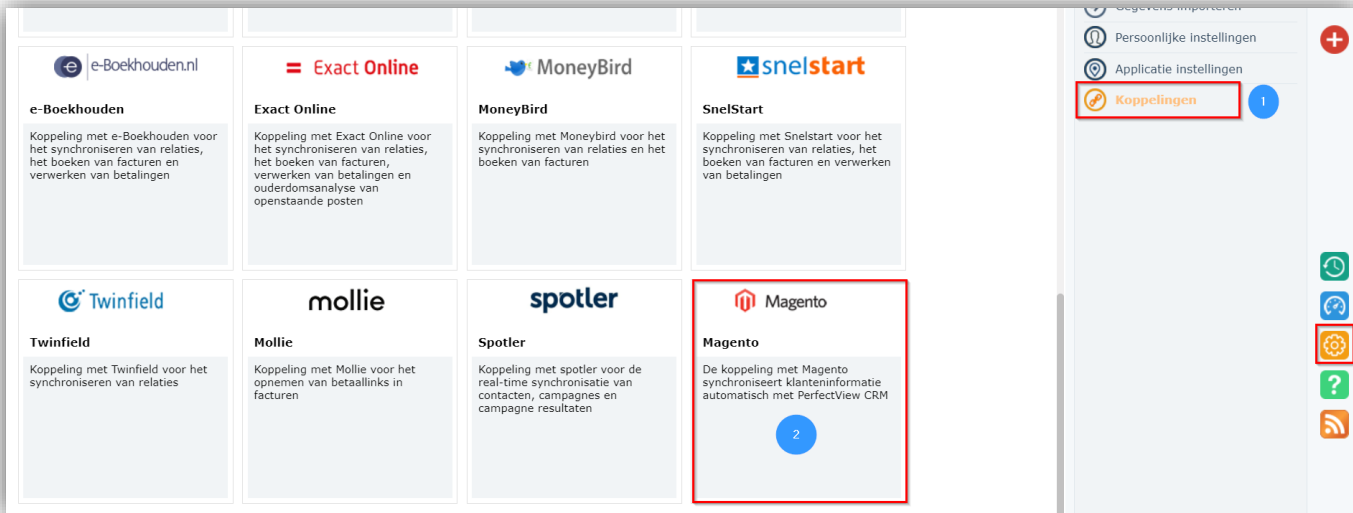 e-Boekhouden.nl
e-Boekhouden
Koppeling met e-Boekhouden voor
het synchroniseren van relaties,
het boeken van facturen en
verwerken van betalingen
Exact Online
Exact Online
Koppeling met Exact Online voor
het synchroniseren van relaties,
het boeken van facturen,
verwerken van betalingen en
ouderdomsanalyse van
openstaande posten
MoneyBird
MoneyBird
Koppeling met Moneybird voor het
synchroniseren van relaties en het
boeken van facturen
snelstart
SnelStart
Koppeling met Snelstart voor het
synchroniseren van relaties, het
boeken van facturen en verwerken
van betalingen
Twinfield
Twinfield
Koppeling met Twinfield voor het
synchroniseren van relaties
mollie
Mollie
Koppeling met Mollie voor het
opnemen van betaallinks in
facturen
spotler
Spotler
Koppeling met spotler voor de
real-time synchronisatie van
contacten, campagnes en
campagne resultaten
Magento
Magento
De koppeling met Magento
synchroniseert klanteninformatie
automatisch met PerfectView CRM
2
Gegevens importeren
Persoonlijke instellingen
Applicatie instellingen
Koppelingen
1
?